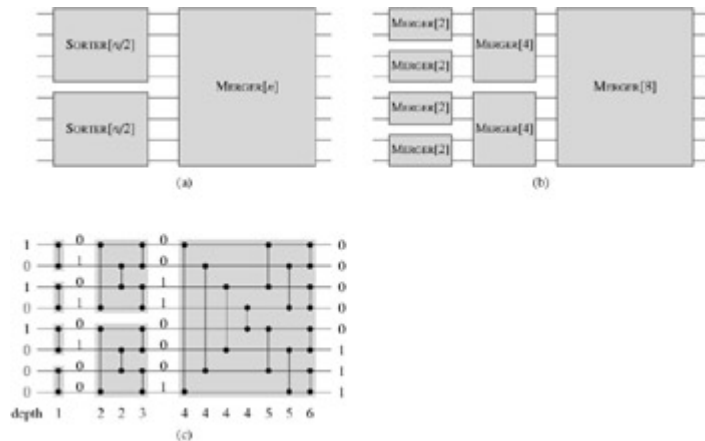 SORTER[n/2]
SORTER[n/2]
MERGER[n]
(a)
MERGER[2]
MERGER[2]
MERGER[2]
MERGER[2]
MERGER[4]
MERGER[4]
MERGER[8]
(b)
1 0 0 0
0 1 0 0
1 0 1 0
0 1 1 0
1 0 0 0
0 1 0 1
0 0 0 1
0 0 1 1
depth 1 2 2 3 4 4 4 4 5 5 6
(c)